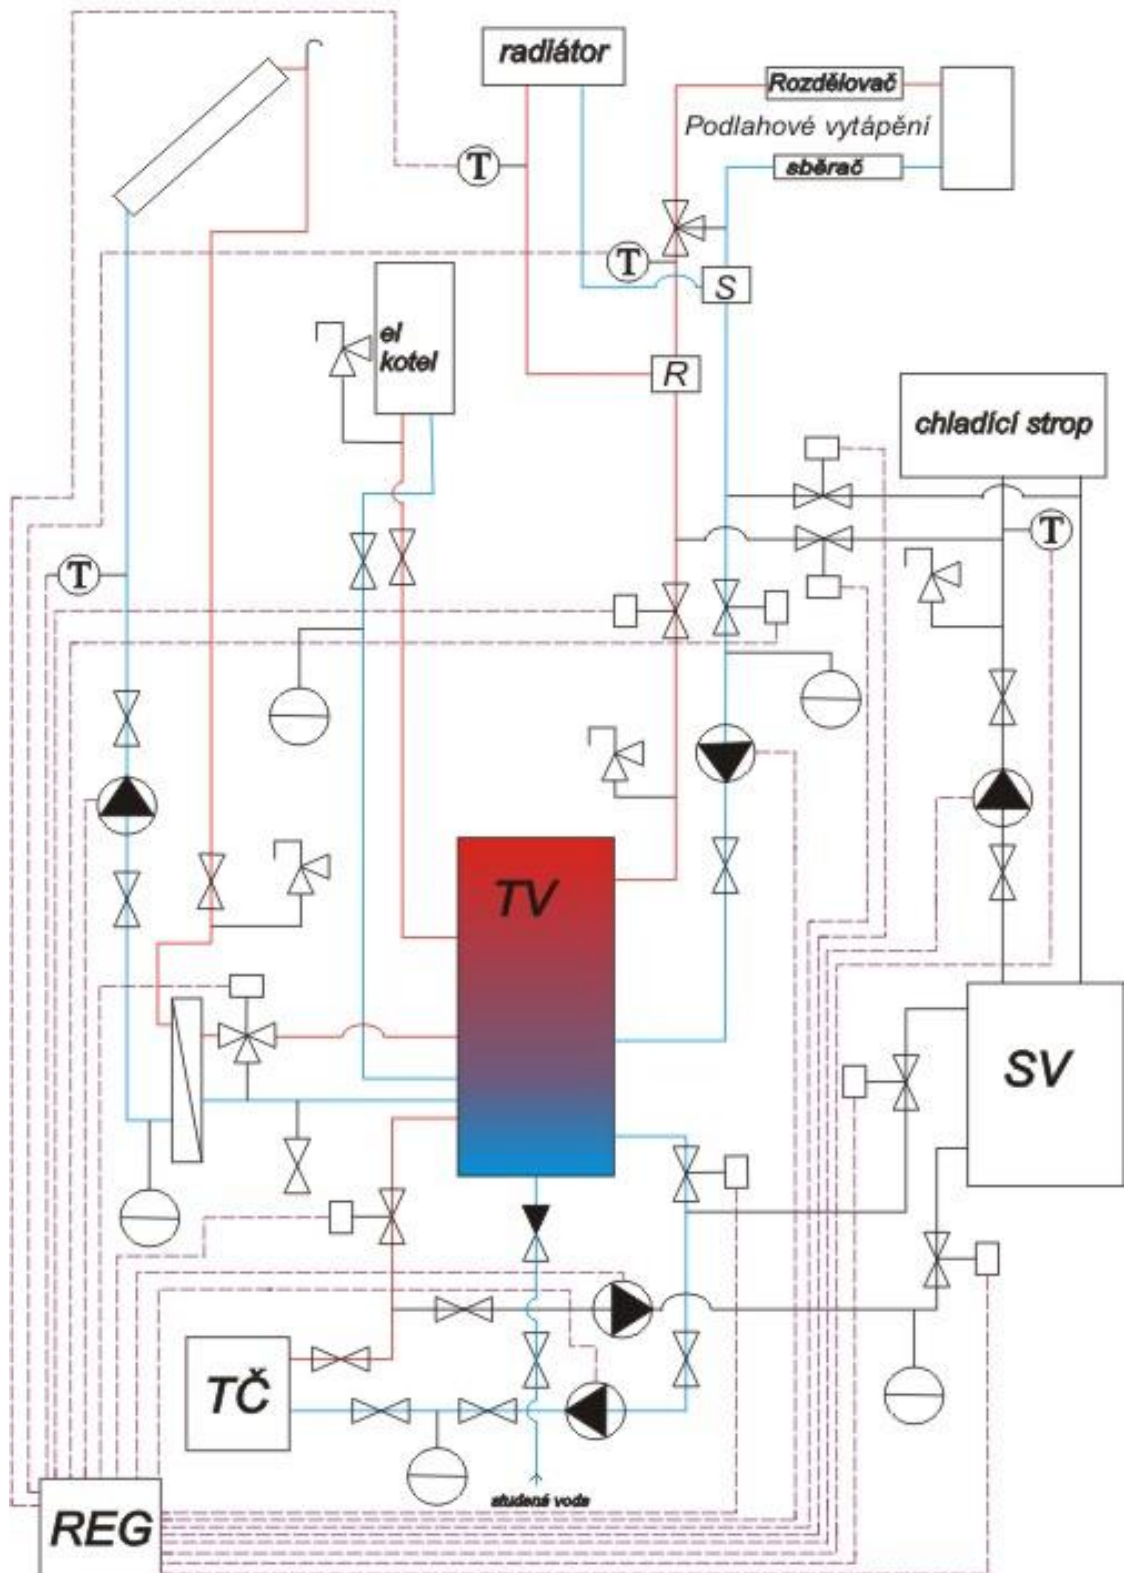 radiátor
Rozdělovač
Podlahové vytápění
sběrač
T
T
S
el
kotel
R
chladící strop
T
T
TV
SV
TČ
studená voda
REG